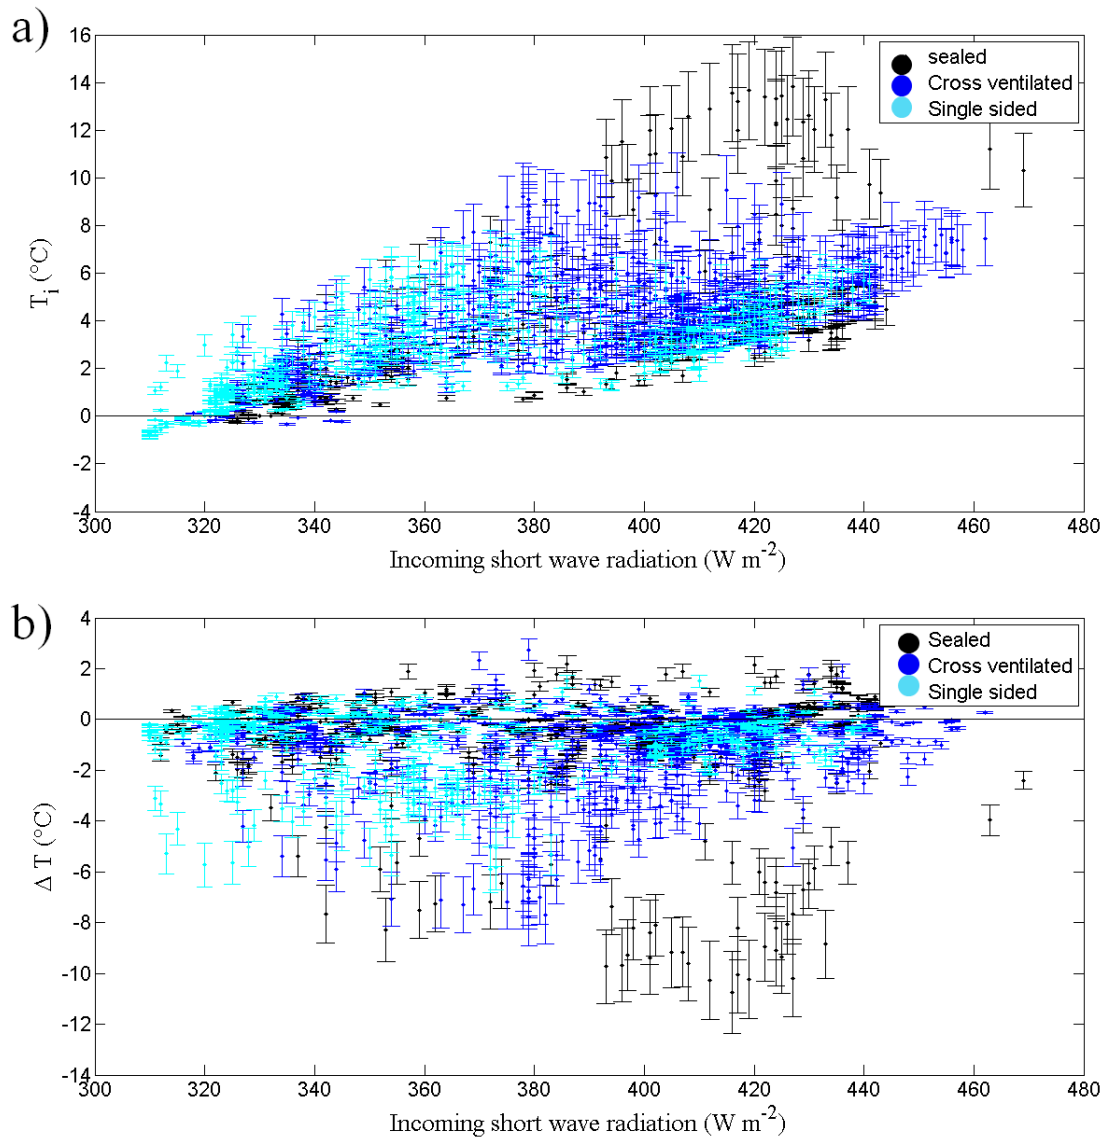 a)
16
14
12
10
8
6
4
2
0
-2
-4
T_i (°C)
sealed
Cross ventilated
Single sided
300 320 340 360 380 400 420 440 460 480
Incoming short wave radiation (W m^-2)
b)
4
2
0
-2
-4
-6
-8
-10
-12
-14
Δ T (°C)
Sealed
Cross ventilated
Single sided
300 320 340 360 380 400 420 440 460 480
Incoming short wave radiation (W m^-2)